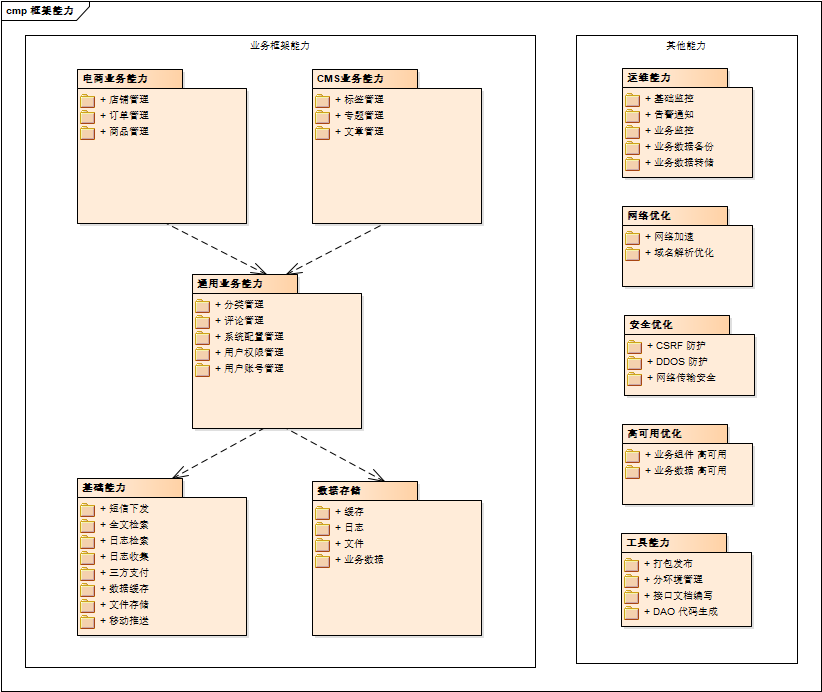 cmp 框架能力
业务框架能力
电商业务能力
+ 店铺管理
+ 订单管理
+ 商品管理
CMS业务能力
+ 标签管理
+ 专题管理
+ 文章管理
通用业务能力
+ 分类管理
+ 评论管理
+ 系统配置管理
+ 用户权限管理
+ 用户账号管理
基础能力
+ 短信下发
+ 全文检索
+ 日志检索
+ 日志收集
+ 三方支付
+ 数据缓存
+ 文件存储
+ 移动推送
数据存储
+ 缓存
+ 日志
+ 文件
+ 业务数据
其他能力
运维能力
+ 基础监控
+ 告警通知
+ 业务监控
+ 业务数据备份
+ 业务数据转储
网络优化
+ 网络加速
+ 域名解析优化
安全优化
+ CSRF 防护
+ DDOS 防护
+ 网络传输安全
高可用优化
+ 业务组件 高可用
+ 业务数据 高可用
工具能力
+ 打包发布
+ 分环境管理
+ 接口文档编写
+ DAO 代码生成